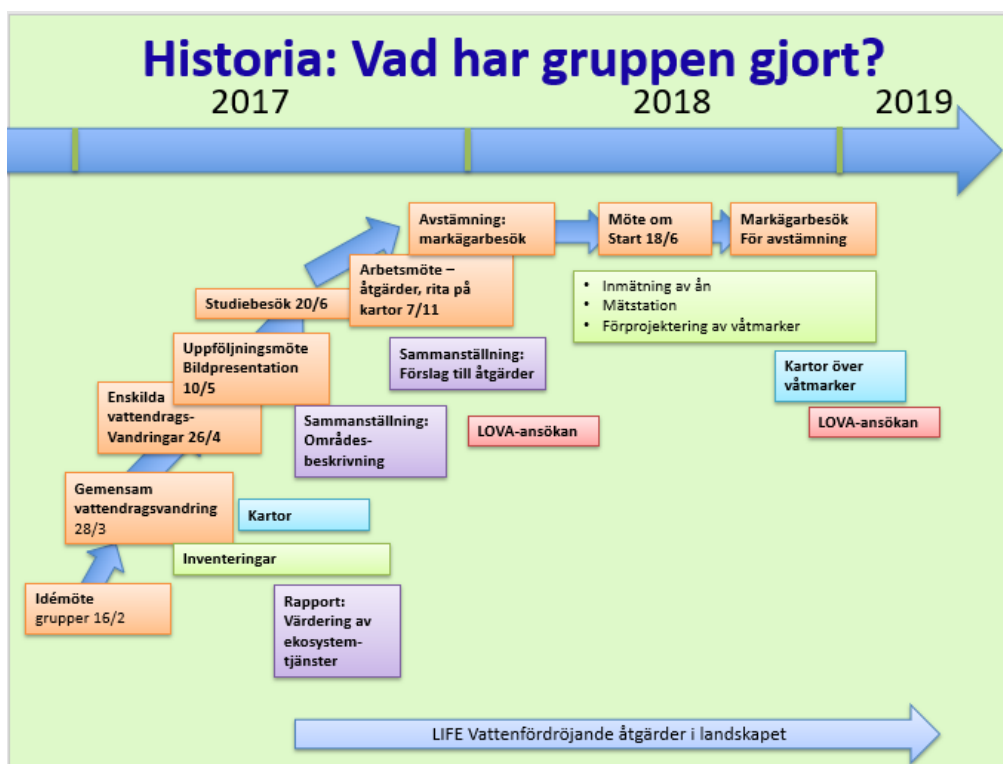 Historia: Vad har gruppen gjort?
2017
2018
2019
Avstämning:
markägarbesök
Möte om
Start 18/6
Markägarbesök
För avstämning
Arbetsmöte –
åtgärder, rita på
kartor 7/11
Studiebesök 20/6
• Inmätning av ån
• Mätstation
• Förprojektering av våtmarker
Uppföljningsmöte
Bildpresentation
10/5
Sammanställning:
Förslag till åtgärder
Kartor över
våtmarker
Enskilda
vattendrags-
Vandringar 26/4
Sammanställning:
Områdes-
beskrivning
LOVA-ansökan
LOVA-ansökan
Gemensam
vattendragsvandring
28/3
Kartor
Inventeringar
Idémöte
grupper 16/2
Rapport:
Värdering av
ekosystem-
tjänster
LIFE Vattenfördröjande åtgärder i landskapet